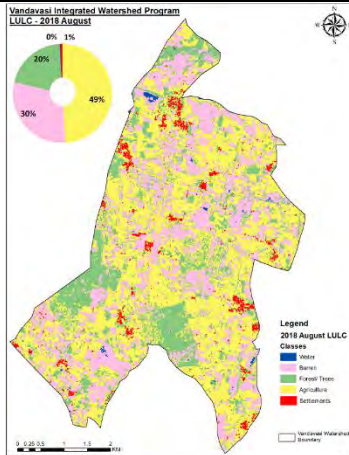 Vandavasi Integrated Watershed Program
LULC - 2018 August
0%
1%
20%
30%
49%
N
Legend
2018 August LULC
Classes
Water
Barren
Forest/ Trees
Agriculture
Settlements
Vandavasi Watershed
Boundary
0 0.25 0.5 1 1.5 2